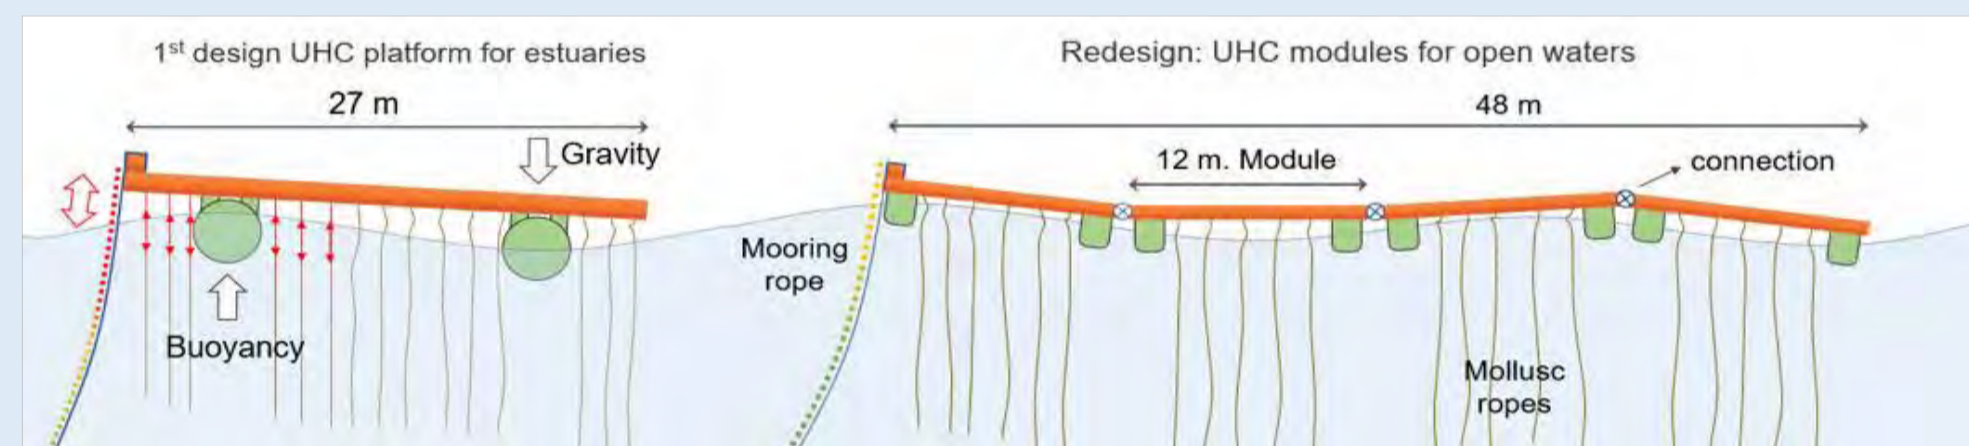 1st design UHC platform for estuaries
27 m
Gravity
Buoyancy
Redesign: UHC modules for open waters
48 m
12 m. Module
connection
Mooring
rope
Mollusc
ropes